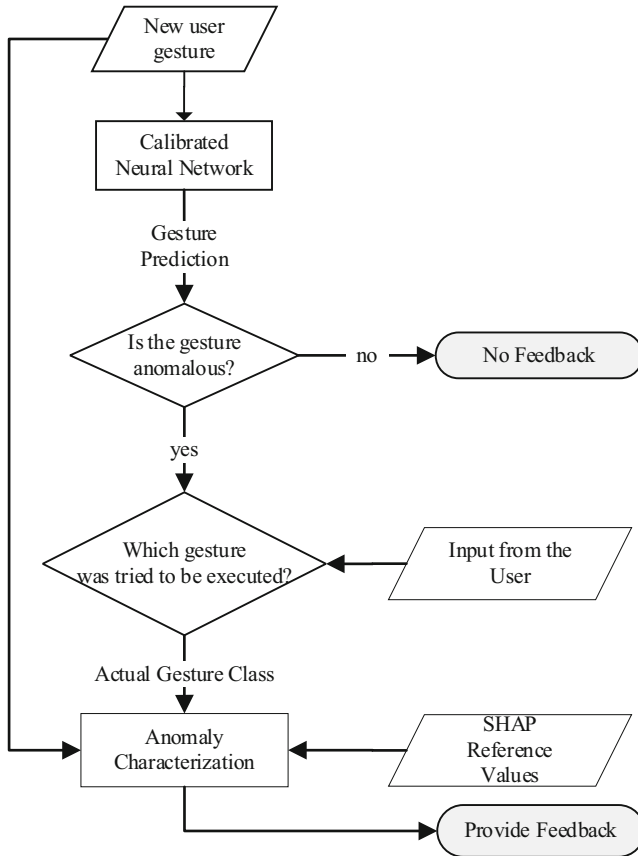 New user
gesture
Calibrated
Neural Network
Gesture
Prediction
Is the gesture
anomalous?
no
No Feedback
yes
Which gesture
was tried to be executed?
Input from the
User
Actual Gesture Class
Anomaly
Characterization
SHAP
Reference
Values
Provide Feedback